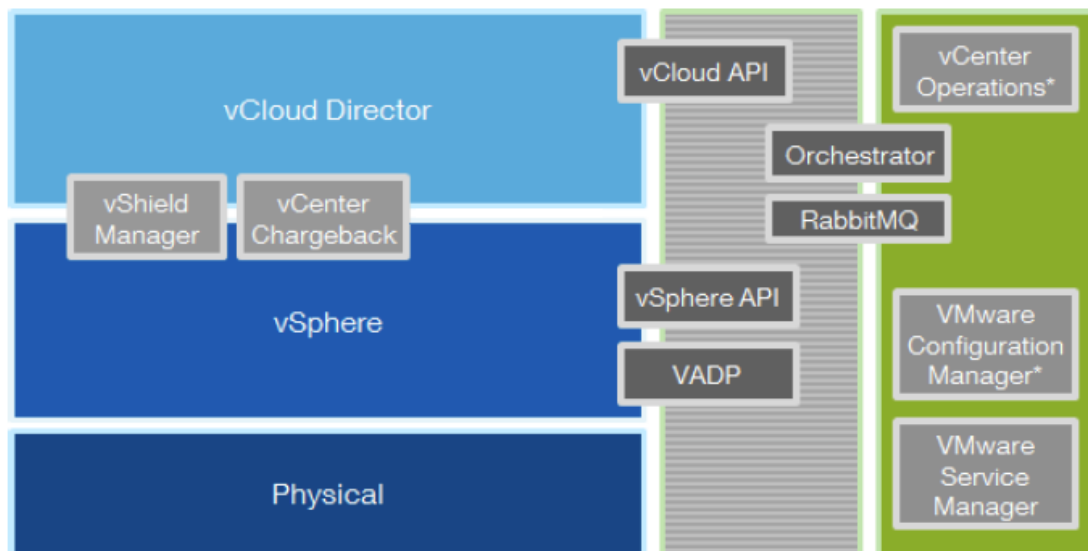 vCloud Director
vShield
Manager
vCenter
Chargeback
vSphere
Physical
vCloud API
Orchestrator
RabbitMQ
vSphere API
VADP
vCenter
Operations*
VMware
Configuration
Manager*
VMware
Service
Manager